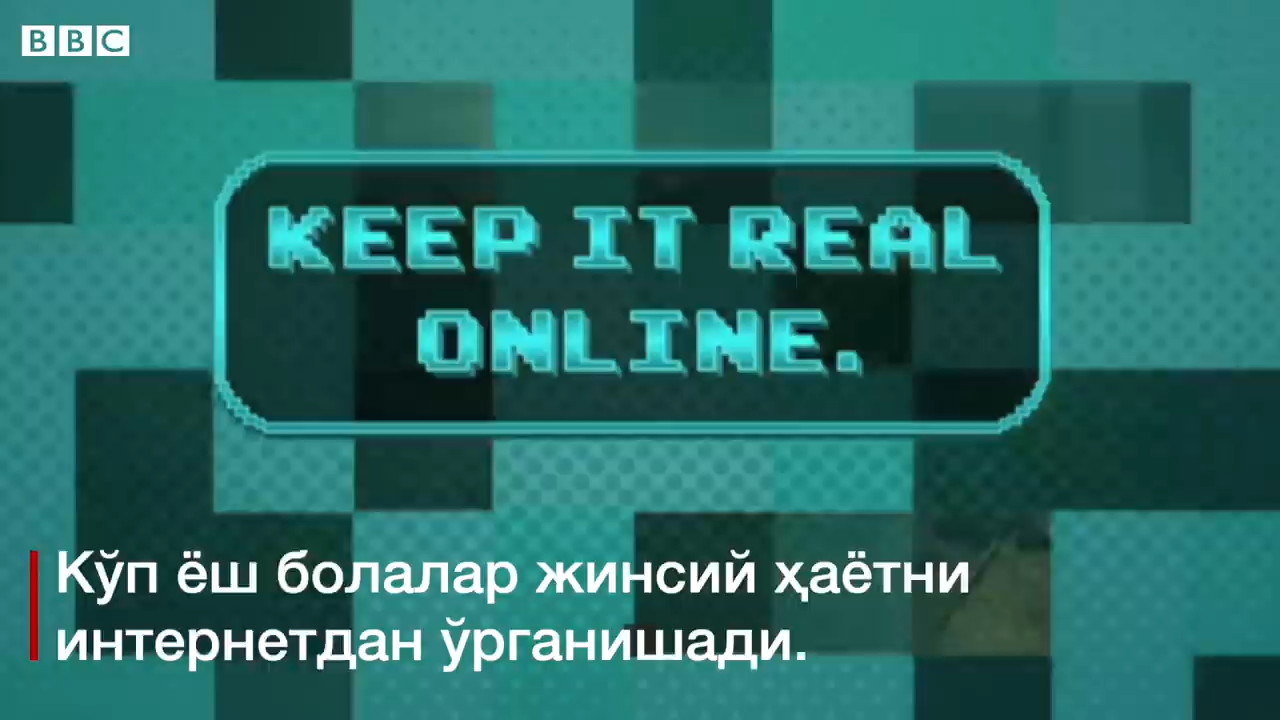 BBC
KEEP IT REAL
ONLINE.
Кўп ёш болалар жинсий ҳаётни
интернетдан ўрганишади.